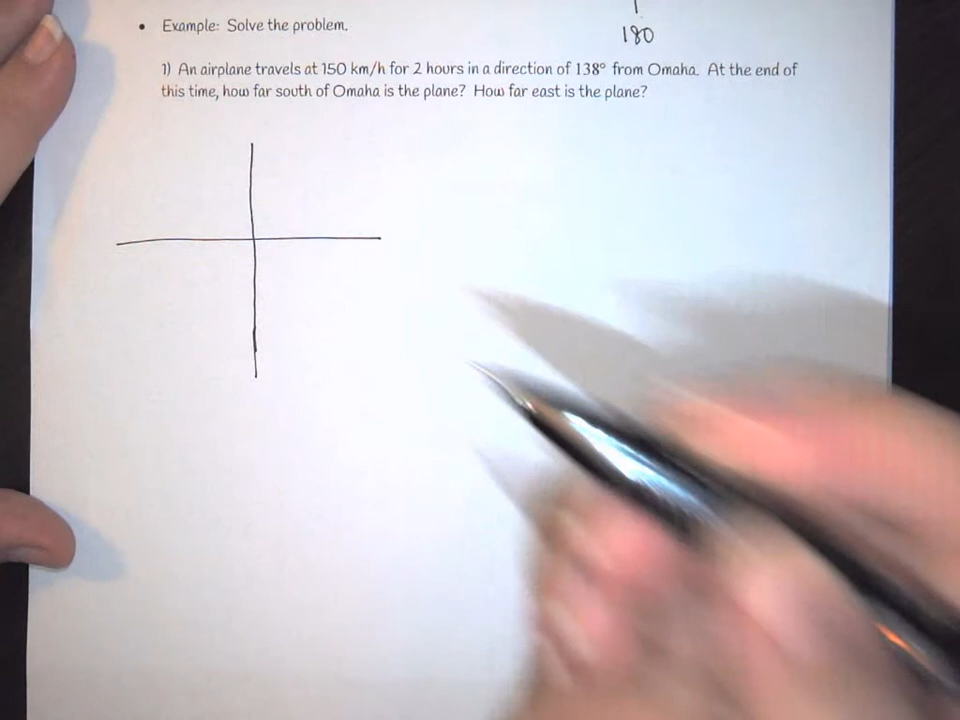 • Example: Solve the problem.
180
1) An airplane travels at 150 km/h for 2 hours in a direction of 138° from Omaha. At the end of
this time, how far south of Omaha is the plane? How far east is the plane?